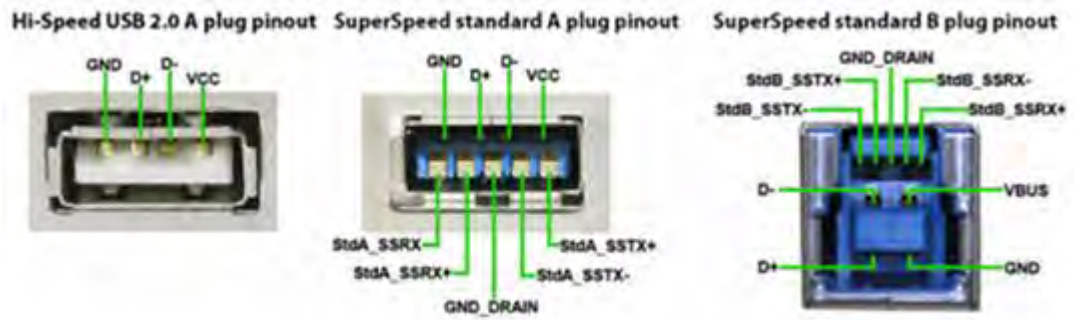 Hi-Speed USB 2.0 A plug pinout
GND
D+
D-
VCC
SuperSpeed standard A plug pinout
GND
D+
D-
VCC
StdA_SSRX
StdA_SSRX+
GND_DRAIN
StdA_SSTX-
StdA_SSTX+
SuperSpeed standard B plug pinout
GND_DRAIN
StdB_SSTX+
StdB_SSRX-
StdB_SSTX-
StdB_SSRX+
D-
VBUS
D+
GND